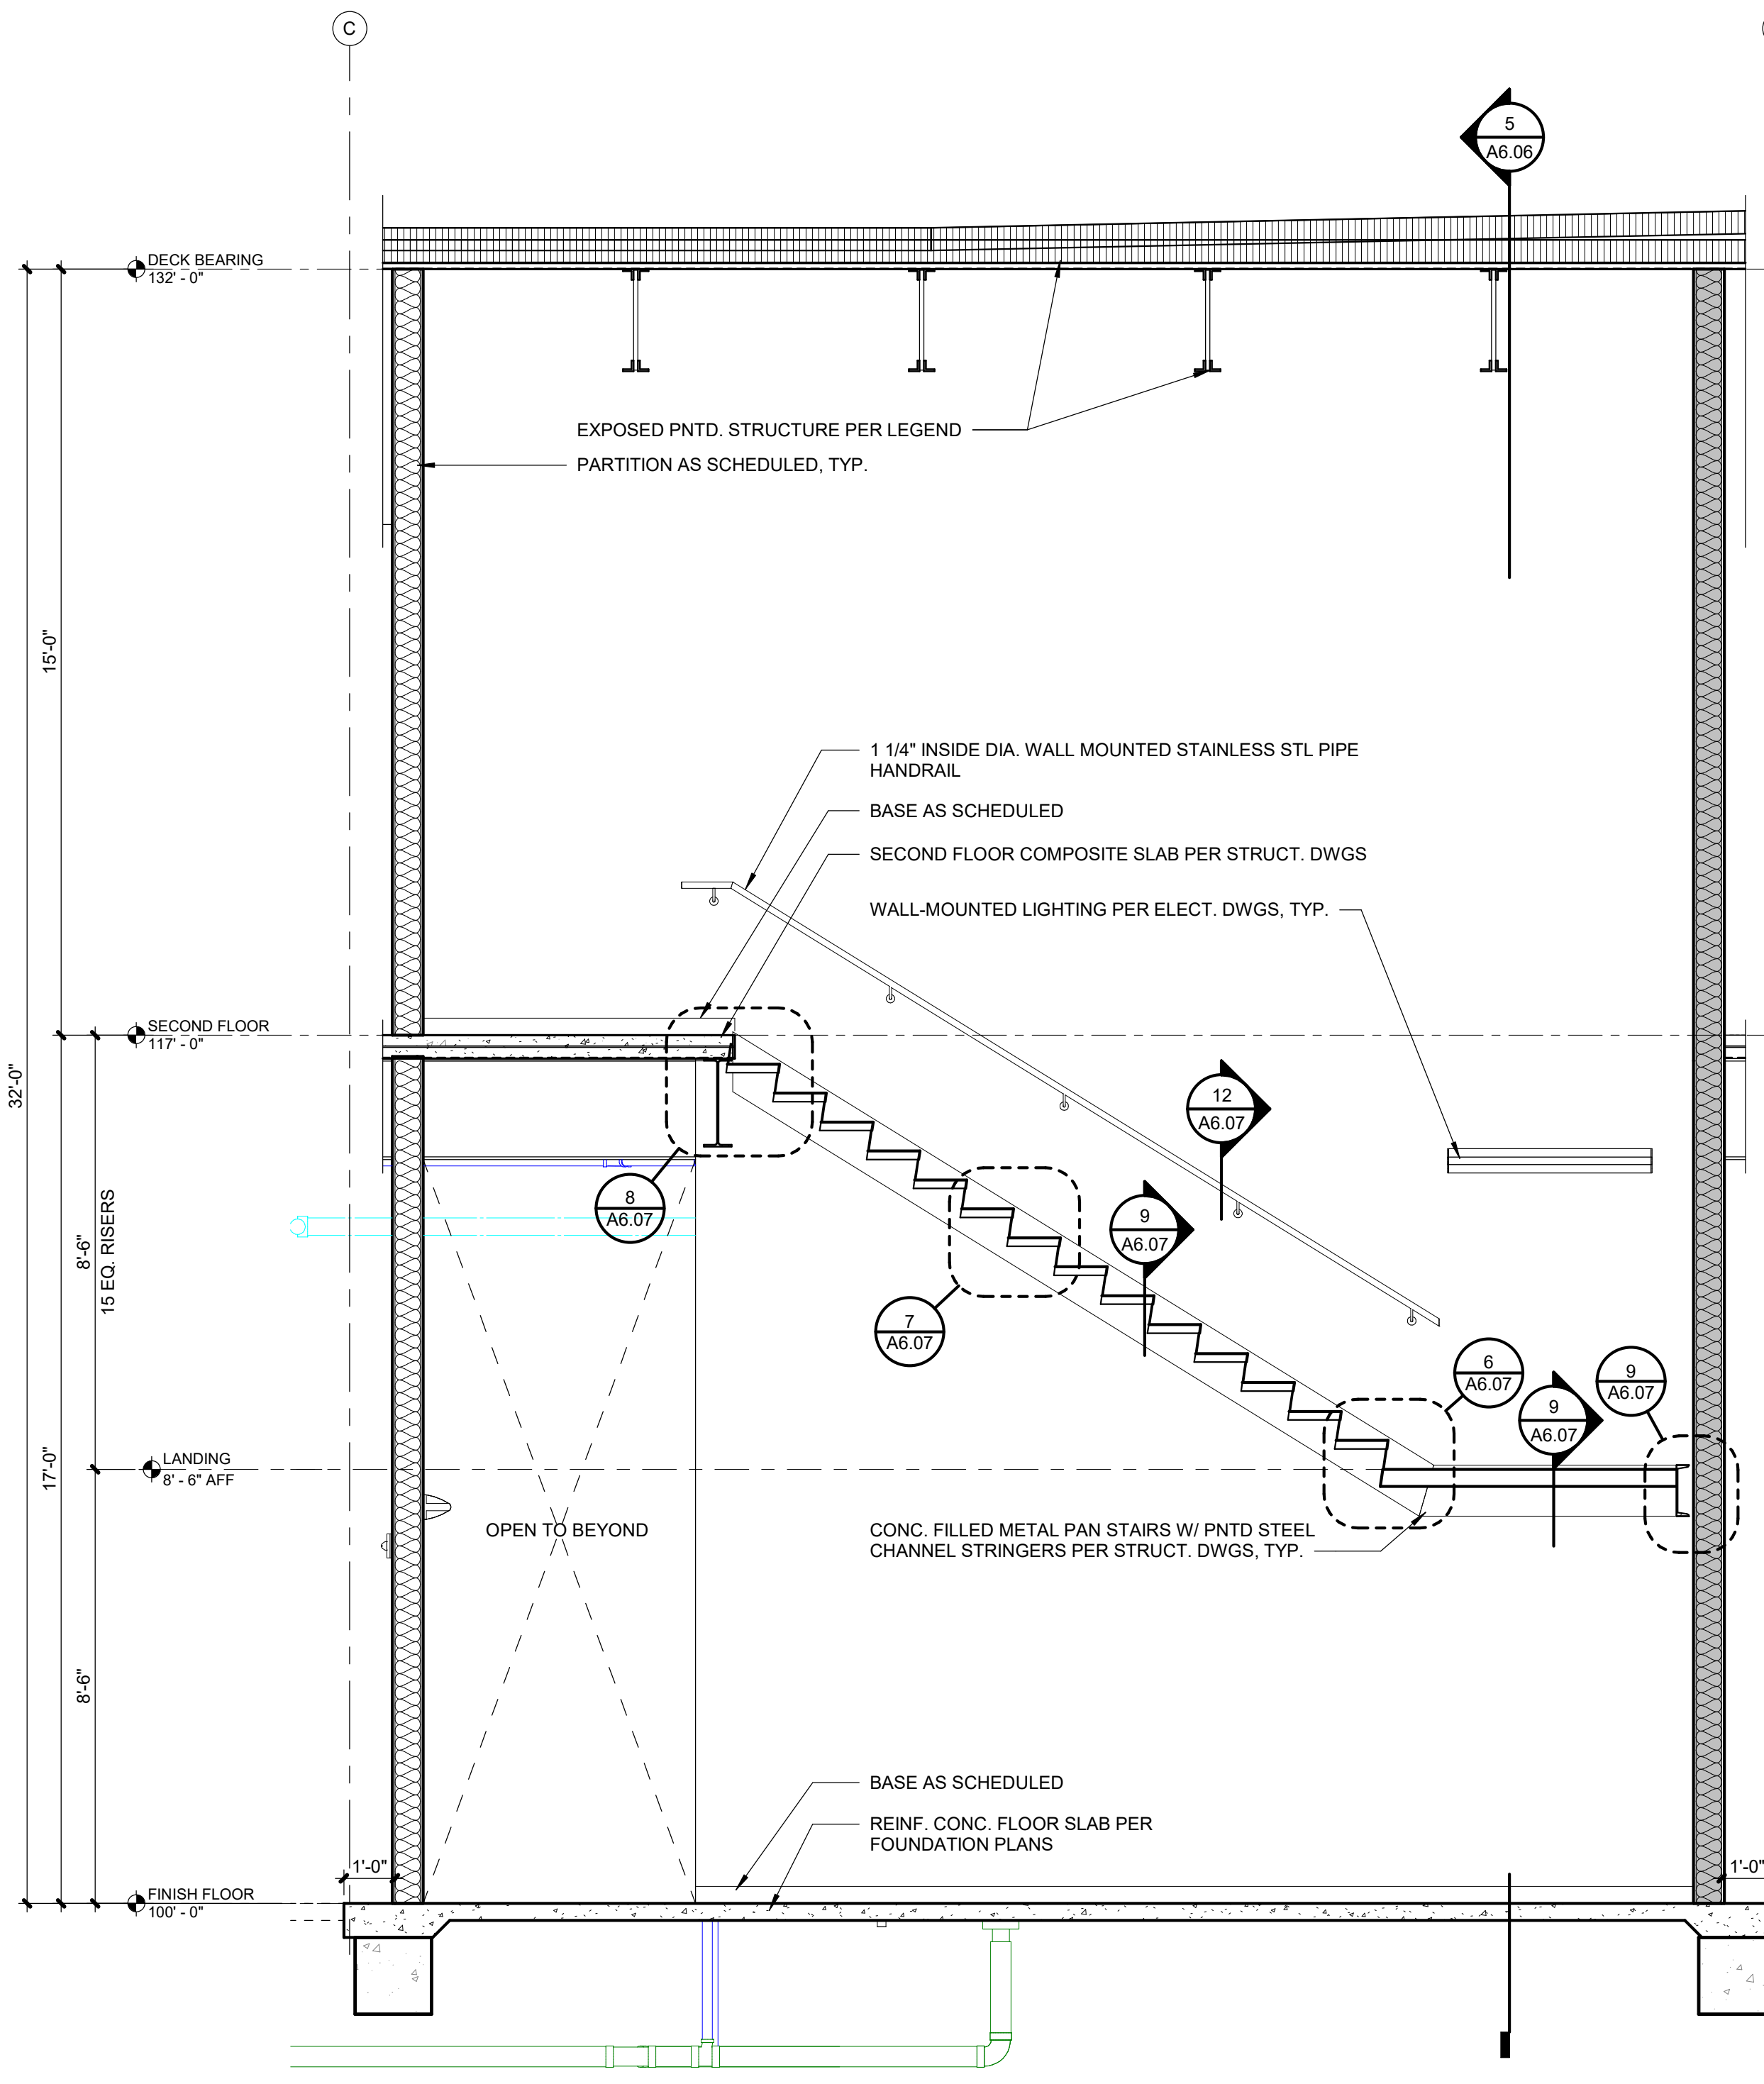 C
5
A6.06
DECK BEARING
132' - 0"
EXPOSED PNTD. STRUCTURE PER LEGEND
PARTITION AS SCHEDULED, TYP.
15'-0"
1 1/4" INSIDE DIA. WALL MOUNTED STAINLESS STL PIPE
HANDRAIL
BASE AS SCHEDULED
SECOND FLOOR COMPOSITE SLAB PER STRUCT. DWGS
WALL-MOUNTED LIGHTING PER ELECT. DWGS, TYP.
SECOND FLOOR
117' - 0"
32'-0"
12
A6.07
8
A6.07
9
A6.07
8'-6"
15 EQ. RISERS
7
A6.07
6
A6.07
9
A6.07
9
A6.07
17'-0"
LANDING
8' - 6" AFF
OPEN TO BEYOND
CONC. FILLED METAL PAN STAIRS W/ PNTD STEEL
CHANNEL STRINGERS PER STRUCT. DWGS, TYP.
8'-6"
BASE AS SCHEDULED
REINF. CONC. FLOOR SLAB PER
FOUNDATION PLANS
1'-0"
1'-0"
FINISH FLOOR
100' - 0"